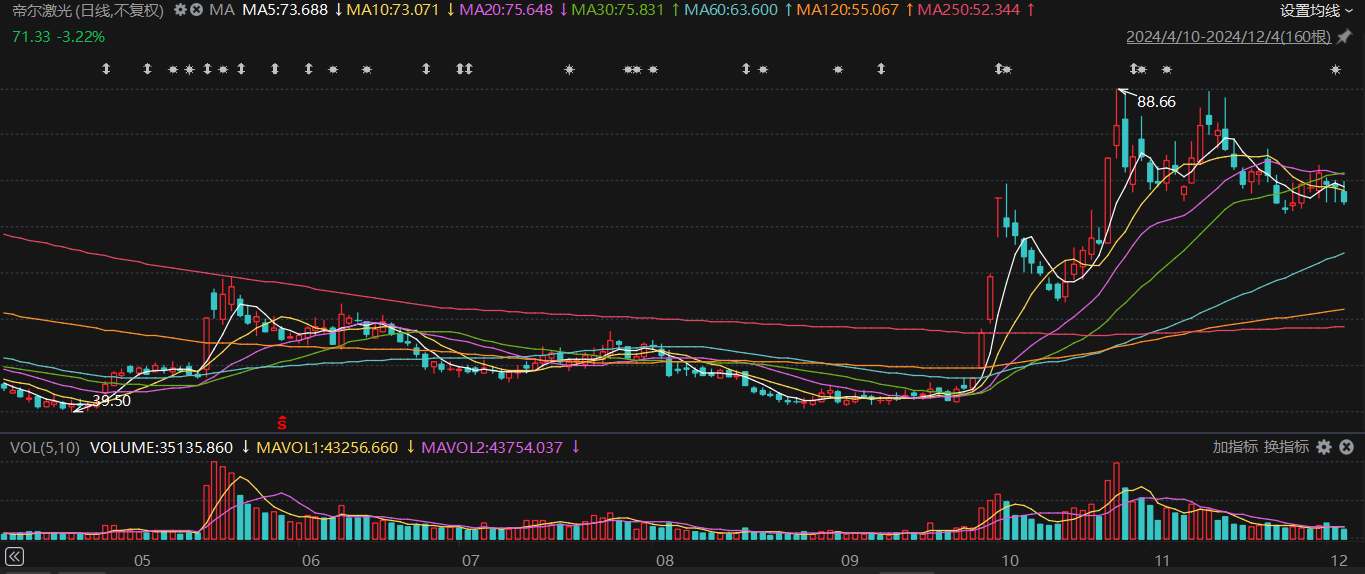 帝尔激光 (日线,不复权) MA MA5:73.688 ↓ MA10:73.071 ↓ MA20:75.648 ↓ MA30:75.831 ↑ MA60:63.600 ↑ MA120:55.067 ↑ MA250:52.344 ↑ 设置均线
71.33 -3.22% 2024/4/10-2024/12/4(160根)
88.66
39.50
S
VOL(5,10) VOLUME:35135.860 ↓ MAVOL1:43256.660 ↓ MAVOL2:43754.037 ↓ 加指标 换指标
05 06 07 08 09 10 11 12